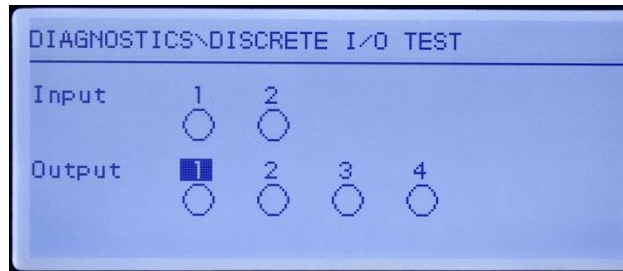 DIAGNOSTICS\DISCRETE I/O TEST
Input 1 2
Output 1 2 3 4